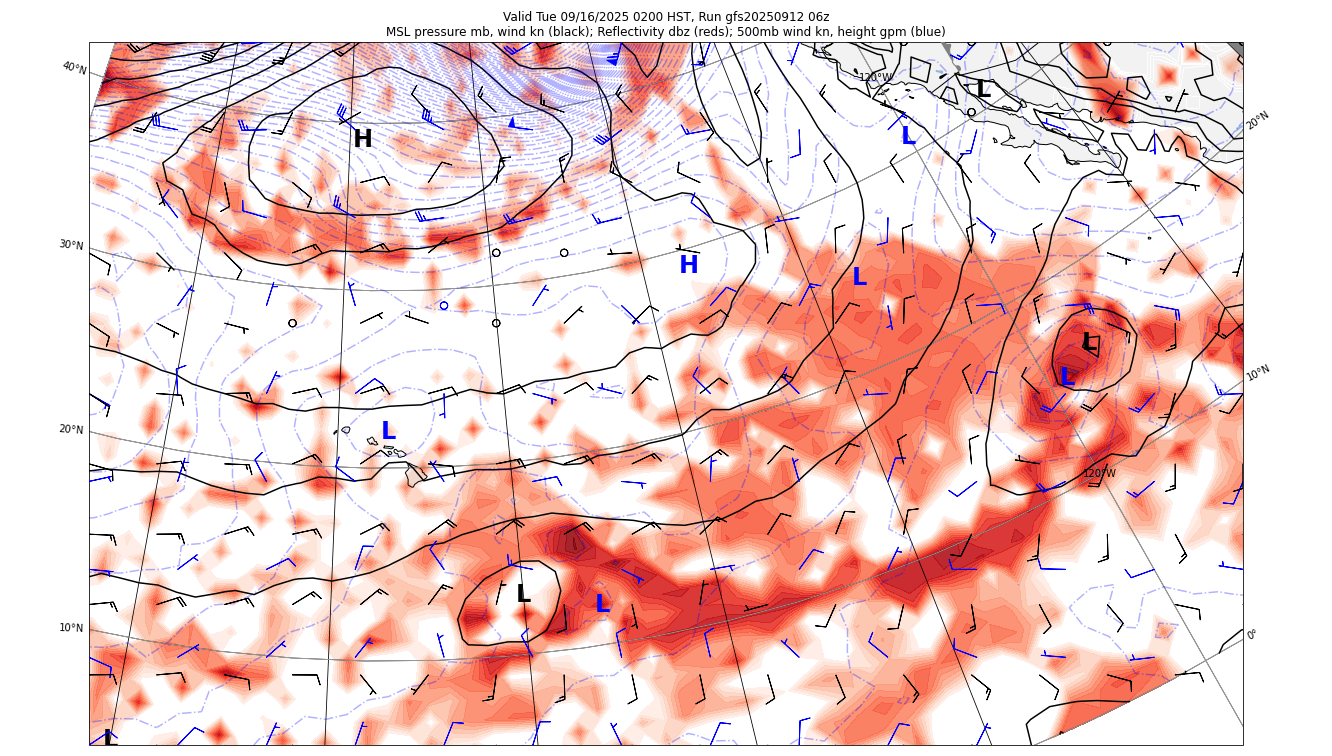 Valid Tue 09/16/2025 0200 HST, Run gfs20250912 06z
MSL pressure mb, wind kn (black); Reflectivity dbz (reds); 500mb wind kn, height gpm (blue)
40°N
120°W
L
20°N
L
H
30°N
H
L
L
L
10°N
20°N
L
120°W
L
L
10°N
0°
L